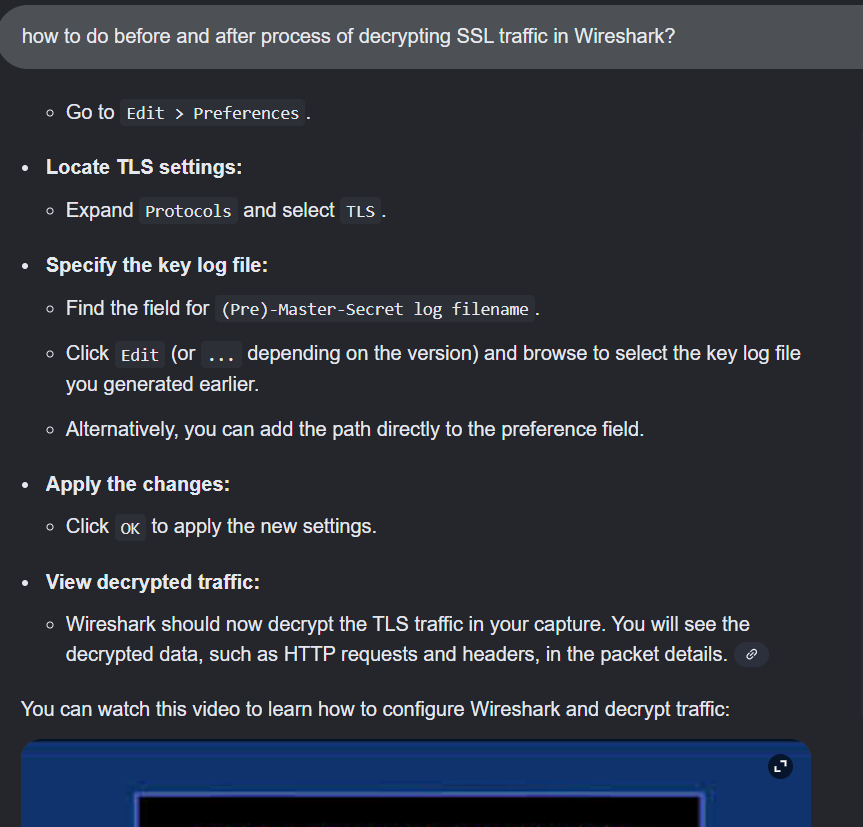 how to do before and after process of decrypting SSL traffic in Wireshark?
Go to Edit > Preferences.
Locate TLS settings:
Expand Protocols and select TLS.
Specify the key log file:
Find the field for (Pre)-Master-Secret log filename.
Click Edit (or ... depending on the version) and browse to select the key log file
you generated earlier.
Alternatively, you can add the path directly to the preference field.
Apply the changes:
Click OK to apply the new settings.
View decrypted traffic:
Wireshark should now decrypt the TLS traffic in your capture. You will see the
decrypted data, such as HTTP requests and headers, in the packet details.
You can watch this video to learn how to configure Wireshark and decrypt traffic: